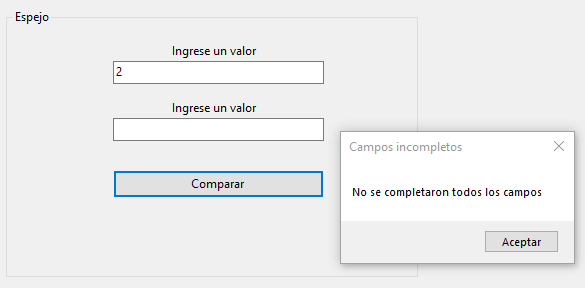 Espejo
Ingrese un valor
2
Ingrese un valor
Comparar
Campos incompletos
No se completaron todos los campos
Aceptar